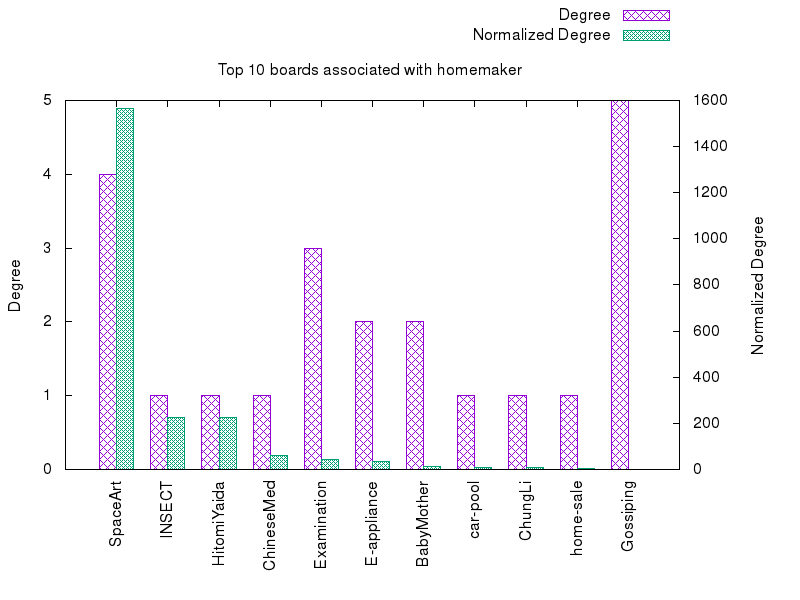 Degree
Normalized Degree
Top 10 boards associated with homemaker
5
4
3
2
1
0
1600
1400
1200
1000
800
600
400
200
0
Degree
Normalized Degree
SpaceArt
INSECT
HitomiYaida
ChineseMed
Examination
E-appliance
BabyMother
car-pool
ChungLi
home-sale
Gossiping